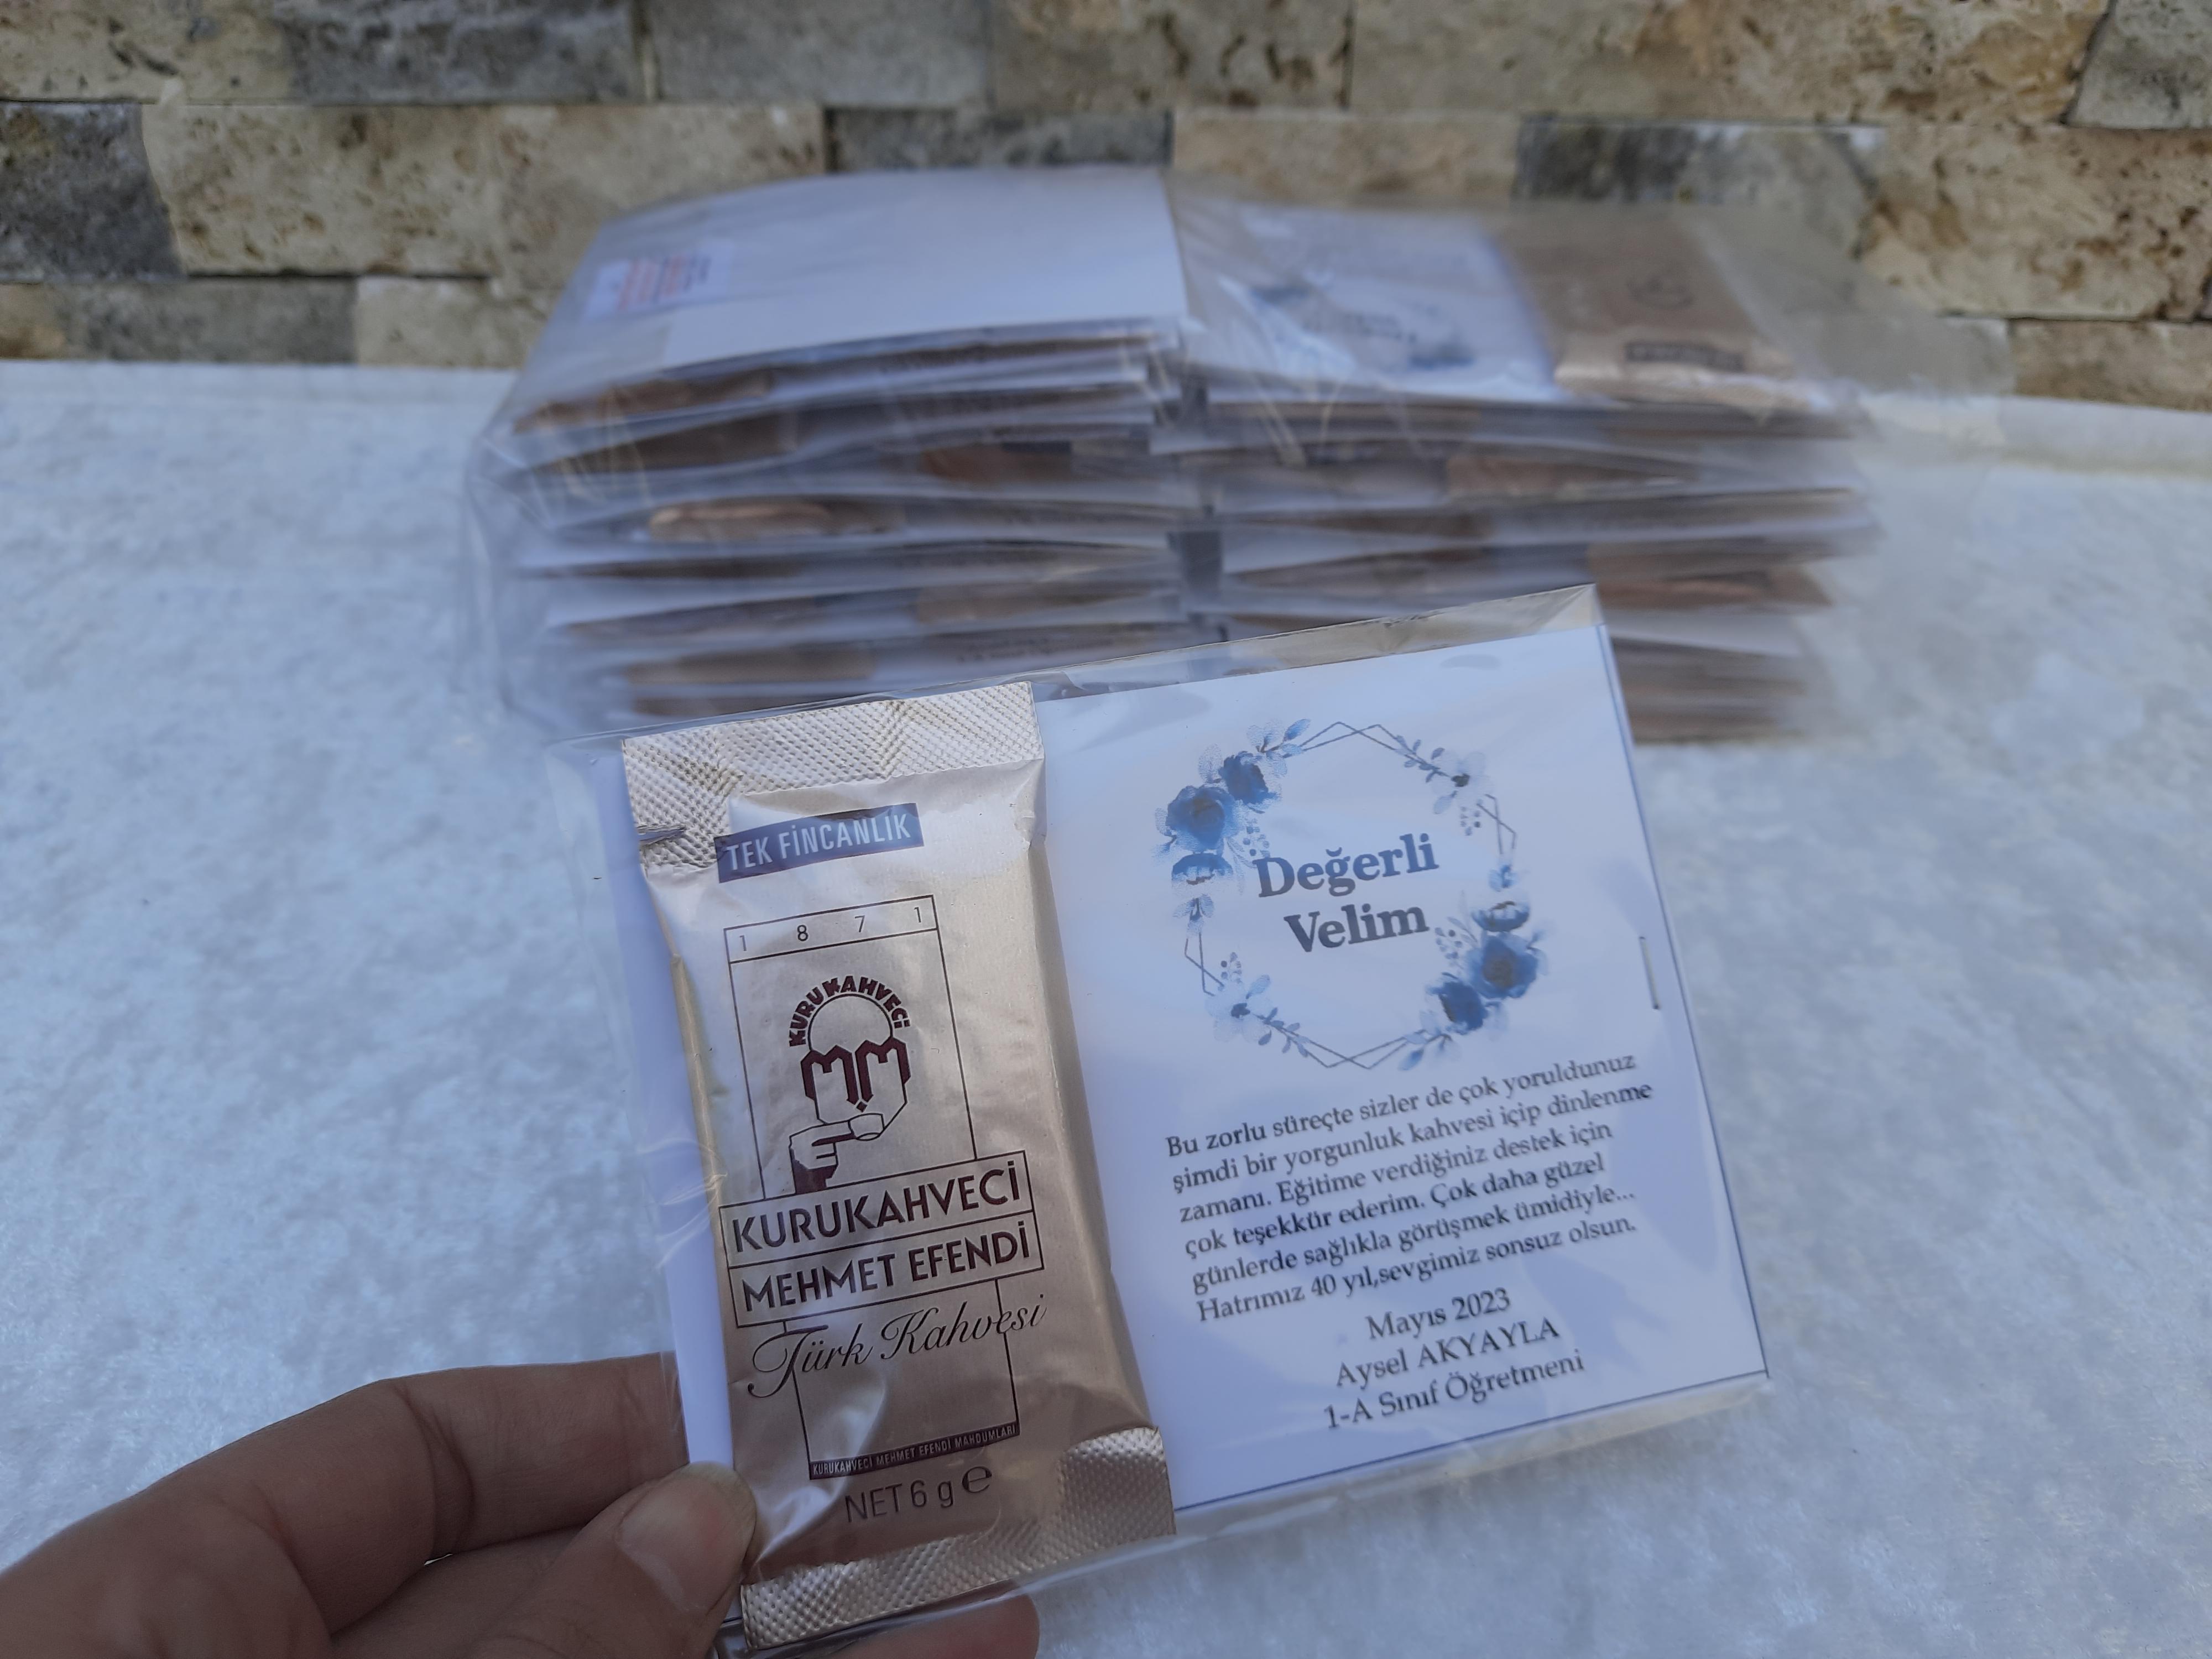 TEK FİNCANLIK
1 8 7 1
KURUKAHVECİ
KURUKAHVECİ
MEHMET EFENDİ
Türk Kahvesi
KURUKAHVECİ MEHMET EFENDİ MAHDUMLARI
NET 6 g e
Değerli
Velim
Bu zorlu süreçte sizler de çok yoruldunuz
şimdi bir yorgunluk kahvesi içip dinlenme
zamanı. Eğitime verdiğiniz destek için
çok teşekkür ederim. Çok daha güzel
günlerde sağlıkla görüşmek ümidiyle...
Hatrımız 40 yıl,sevgimiz sonsuz olsun.
Mayıs 2023
Aysel AKYAYLA
1-A Sınıf Öğretmeni